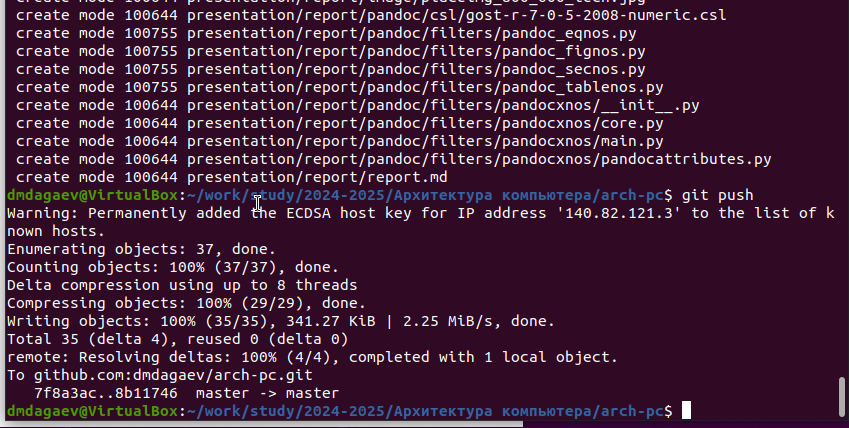 create mode 100644 presentation/report/image/placeimg_800_600_tech.jpg
create mode 100644 presentation/report/pandoc/csl/gost-r-7-0-5-2008-numeric.csl
create mode 100755 presentation/report/pandoc/filters/pandoc_eqnos.py
create mode 100755 presentation/report/pandoc/filters/pandoc_fignos.py
create mode 100755 presentation/report/pandoc/filters/pandoc_secnos.py
create mode 100755 presentation/report/pandoc/filters/pandoc_tablenos.py
create mode 100644 presentation/report/pandoc/filters/pandocxnos/__init__.py
create mode 100644 presentation/report/pandoc/filters/pandocxnos/core.py
create mode 100644 presentation/report/pandoc/filters/pandocxnos/main.py
create mode 100644 presentation/report/pandoc/filters/pandocxnos/pandocattributes.py
create mode 100644 presentation/report/report.md
dmdagaev@VirtualBox:~/work/study/2024-2025/Архитектура компьютера/arch-pc$ git push
Warning: Permanently added the ECDSA host key for IP address '140.82.121.3' to the list of k
nown hosts.
Enumerating objects: 37, done.
Counting objects: 100% (37/37), done.
Delta compression using up to 8 threads
Compressing objects: 100% (29/29), done.
Writing objects: 100% (35/35), 341.27 KiB | 2.25 MiB/s, done.
Total 35 (delta 4), reused 0 (delta 0)
remote: Resolving deltas: 100% (4/4), completed with 1 local object.
To github.com:dmdagaev/arch-pc.git
7f8a3ac..8b11746  master -> master
dmdagaev@VirtualBox:~/work/study/2024-2025/Архитектура компьютера/arch-pc$